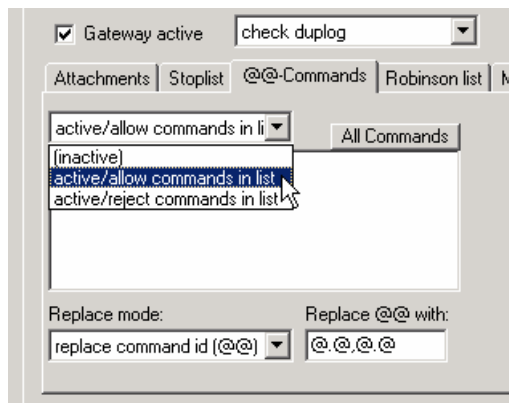 Gateway active
check duplog
Attachments
Stoplist
@@-Commands
Robinson list
active/allow commands in li
All Commands
(inactive)
active/allow commands in list
active/reject commands in list
Replace mode:
Replace @@ with:
replace command id (@@)
@.@,@.@